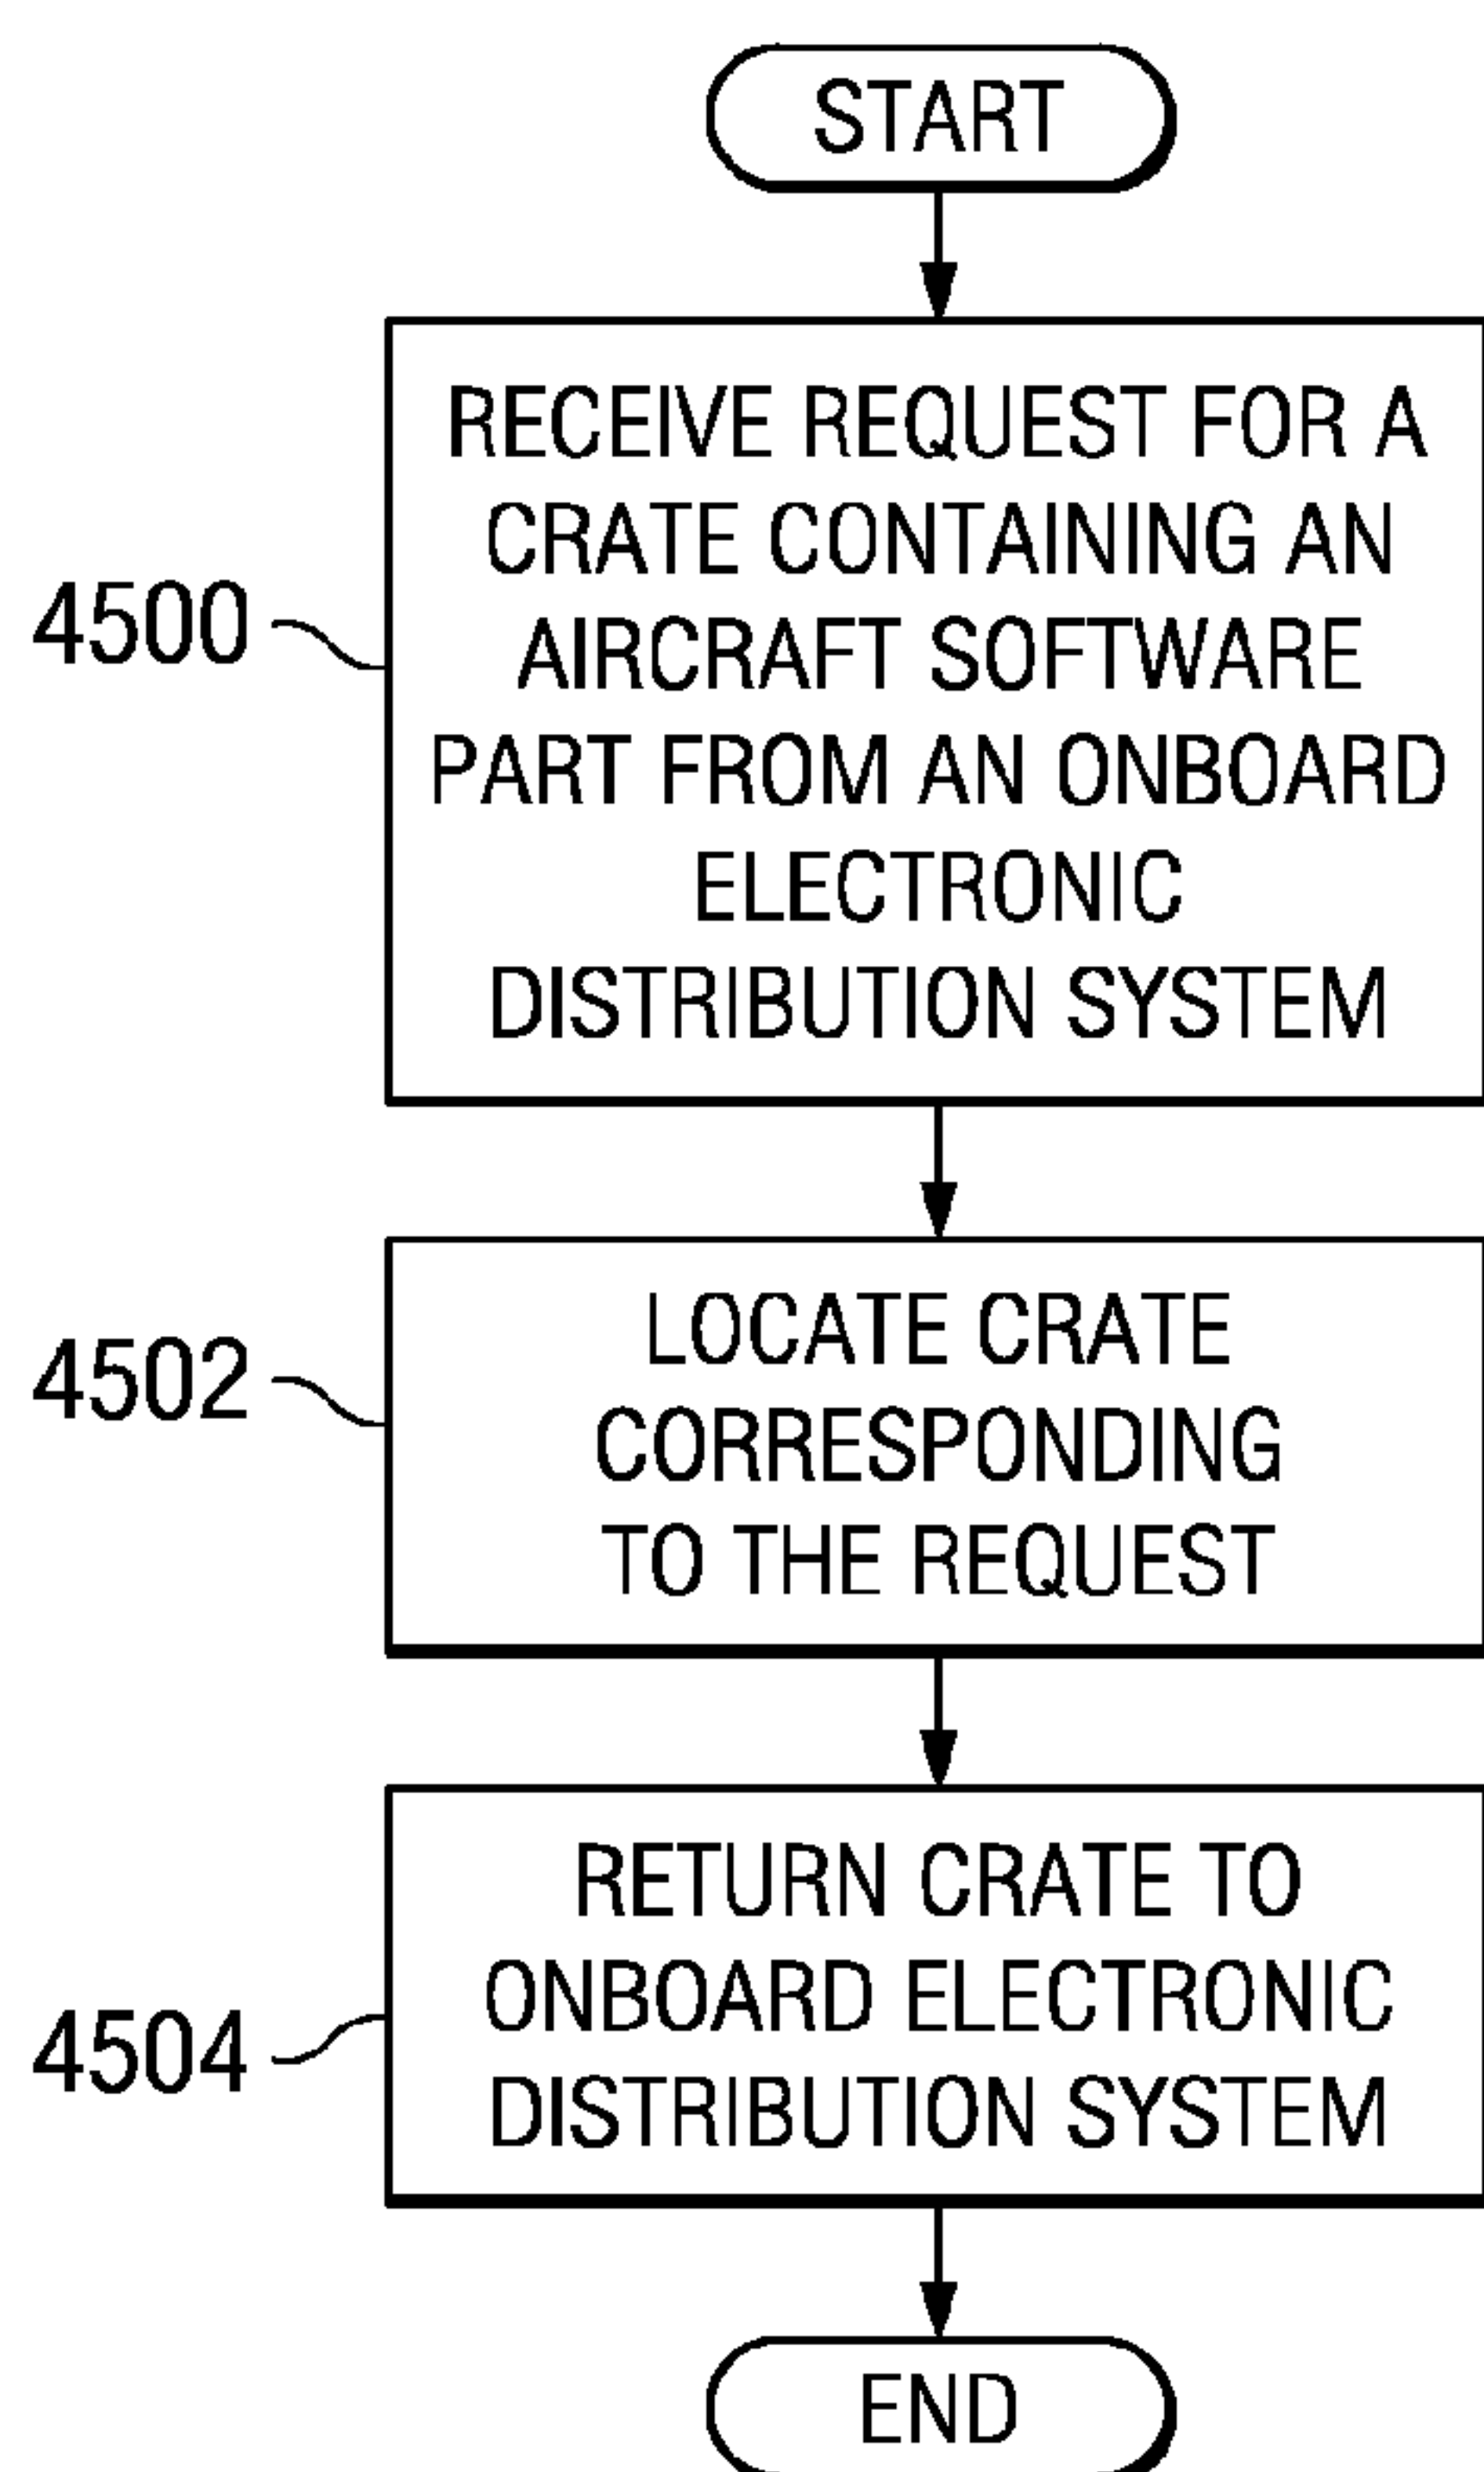 START
4500
RECEIVE REQUEST FOR A
CRATE CONTAINING AN
AIRCRAFT SOFTWARE
PART FROM AN ONBOARD
ELECTRONIC
DISTRIBUTION SYSTEM
4502
LOCATE CRATE
CORRESPONDING
TO THE REQUEST
4504
RETURN CRATE TO
ONBOARD ELECTRONIC
DISTRIBUTION SYSTEM
END